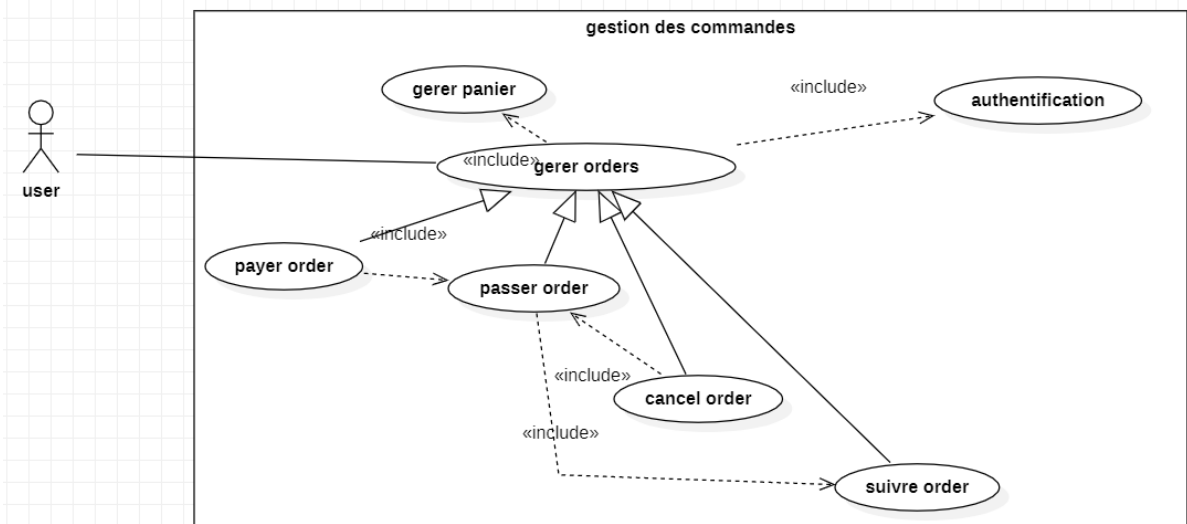 gestion des commandes
gerer panier
«include»
authentification
«include»
gerer orders
user
«include»
payer order
passer order
«include»
cancel order
«include»
suivre order